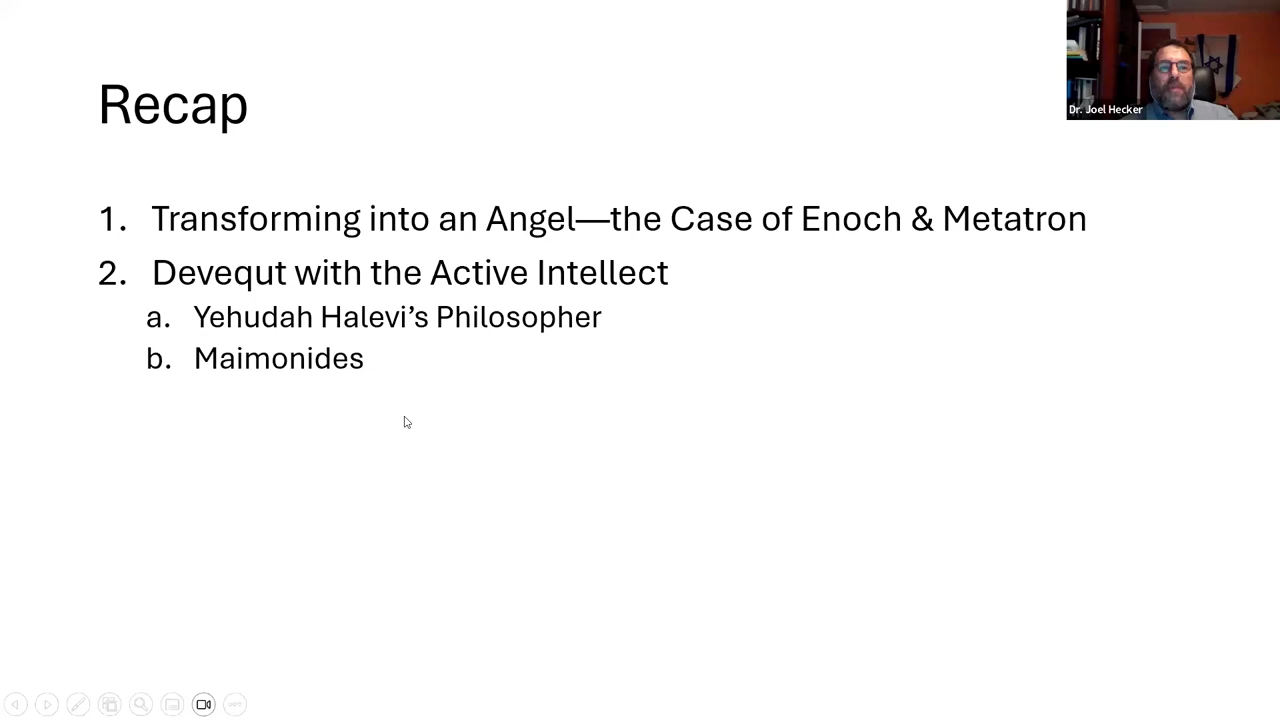 Recap
1. Transforming into an Angel—the Case of Enoch & Metatron
2. Devequt with the Active Intellect
a. Yehudah Halevi’s Philosopher
b. Maimonides
Dr. Joel Hecker